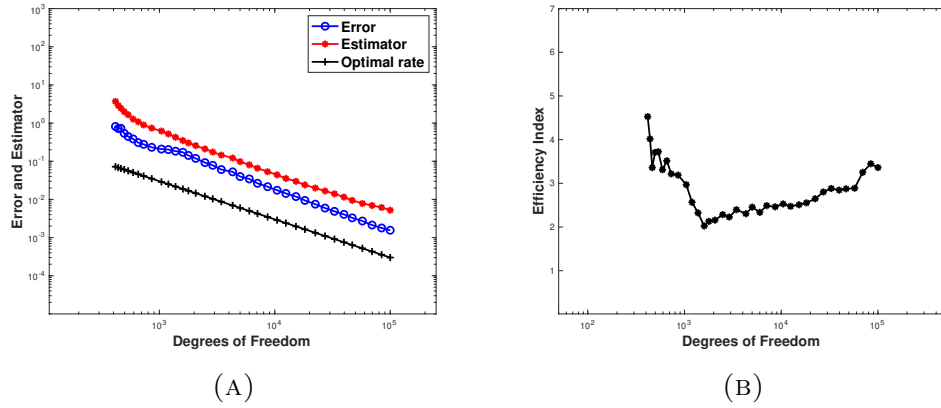 10^3
10^2
10^1
10^0
10^-1
10^-2
10^-3
10^-4
Error and Estimator
Error
Estimator
Optimal rate
10^3
10^4
10^5
Degrees of Freedom
(A)
7
6
5
4
3
2
1
Efficiency Index
10^2
10^3
10^4
10^5
Degrees of Freedom
(B)